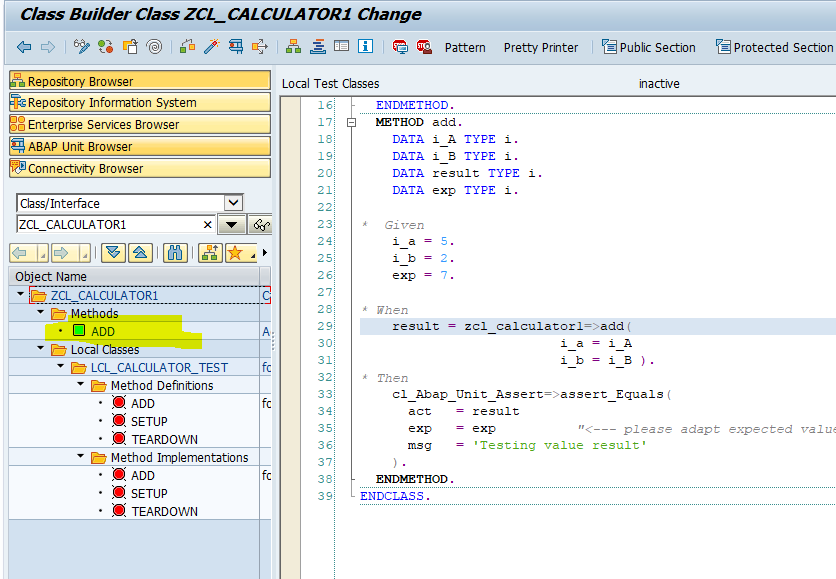 Class Builder Class ZCL_CALCULATOR1 Change
Pattern Pretty Printer Public Section Protected Section
Repository Browser
Repository Information System
Enterprise Services Browser
ABAP Unit Browser
Connectivity Browser
Class/Interface
ZCL_CALCULATOR1
Object Name
ZCL_CALCULATOR1 C
Methods
ADD A
Local Classes
LCL_CALCULATOR_TEST fo
Method Definitions
ADD fo
SETUP
TEARDOWN
Method Implementations
ADD fo
SETUP
TEARDOWN
Local Test Classes inactive
16 ENDMETHOD.
17 METHOD add.
18 DATA i_A TYPE i.
19 DATA i_B TYPE i.
20 DATA result TYPE i.
21 DATA exp TYPE i.
22
23 * Given
24 i_a = 5.
25 i_b = 2.
26 exp = 7.
27
28 * When
29 result = zcl_calculator1=>add(
30 i_a = i_A
31 i_b = i_B ).
32 * Then
33 cl_Abap_Unit_Assert=>assert_Equals(
34 act = result
35 exp = exp "<--- please adapt expected value
36 msg = 'Testing value result'
37 ).
38 ENDMETHOD.
39 ENDCLASS.